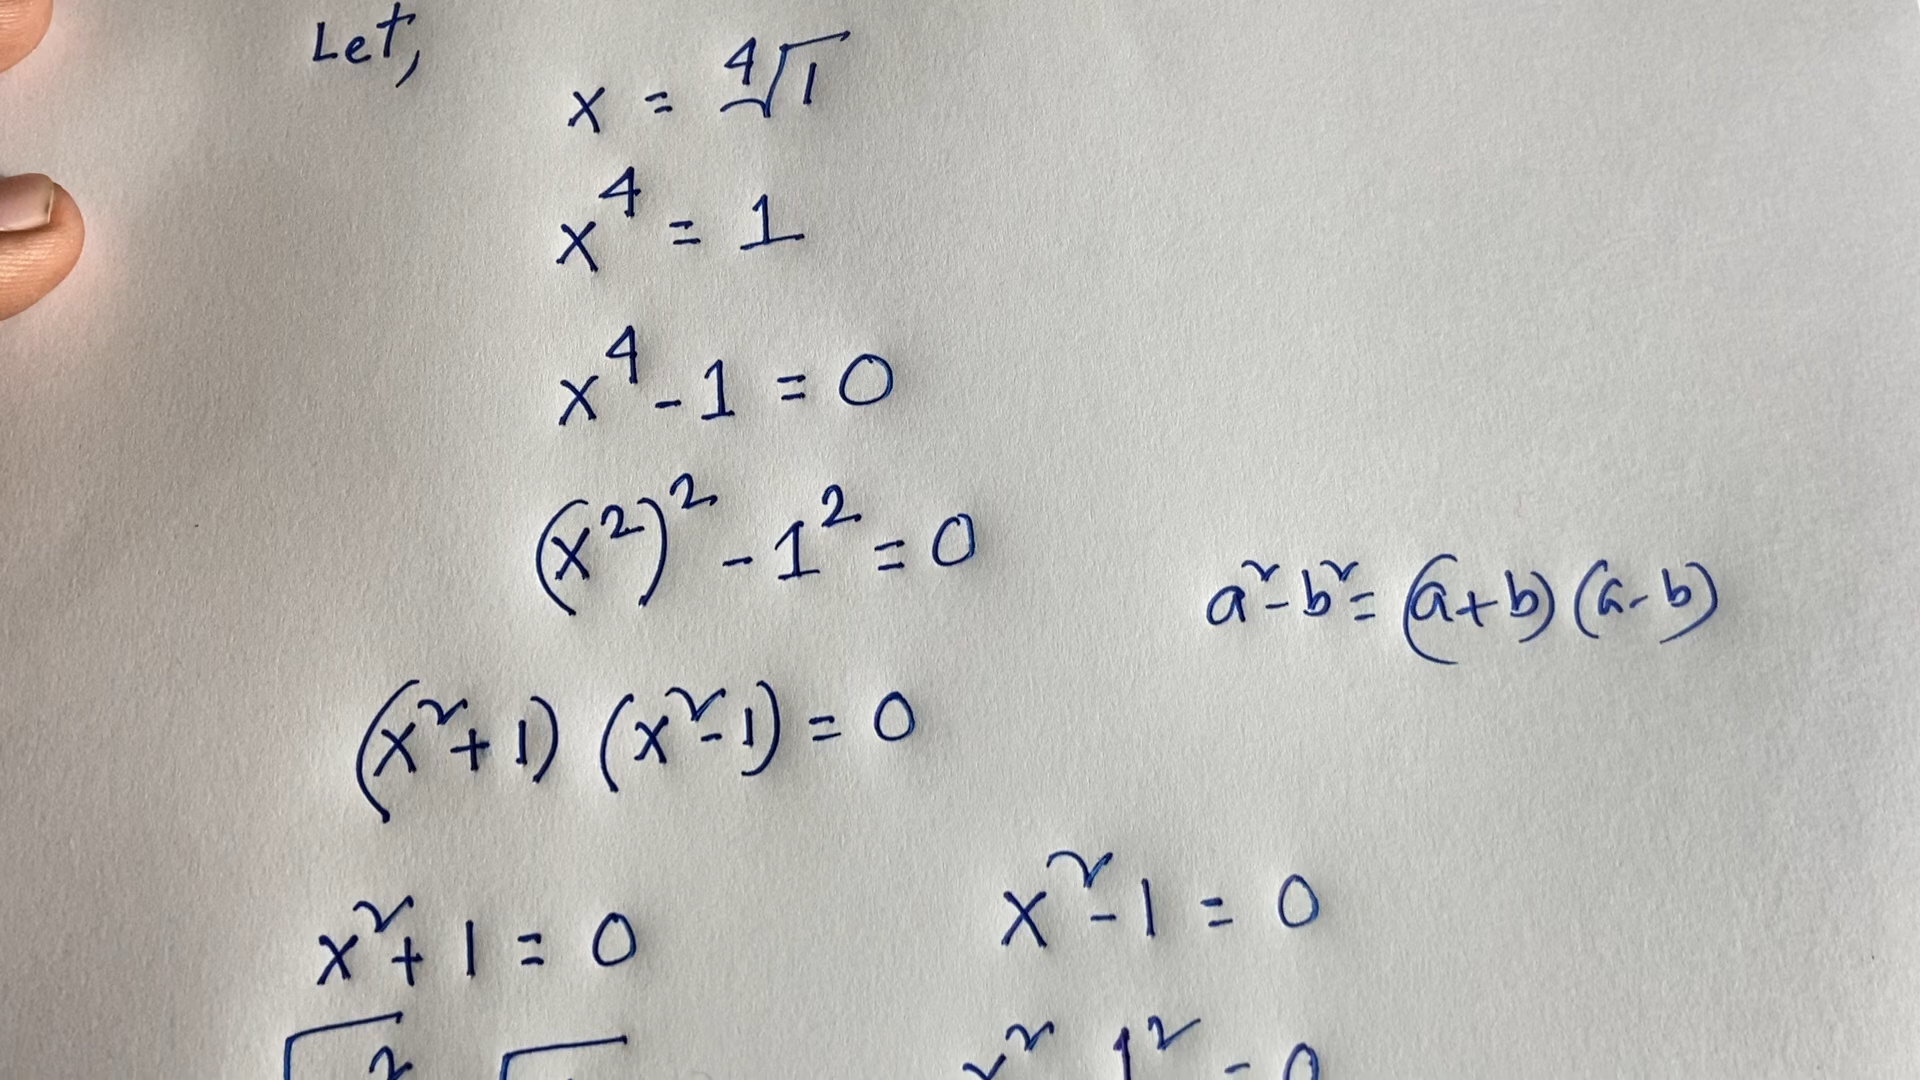 Let,
x = ∜1
x⁴ = 1
x⁴ - 1 = 0
(x²)² - 1² = 0
a² - b² = (a+b) (a-b)
(x²+1) (x²-1) = 0
x²+1 = 0
x²-1 = 0